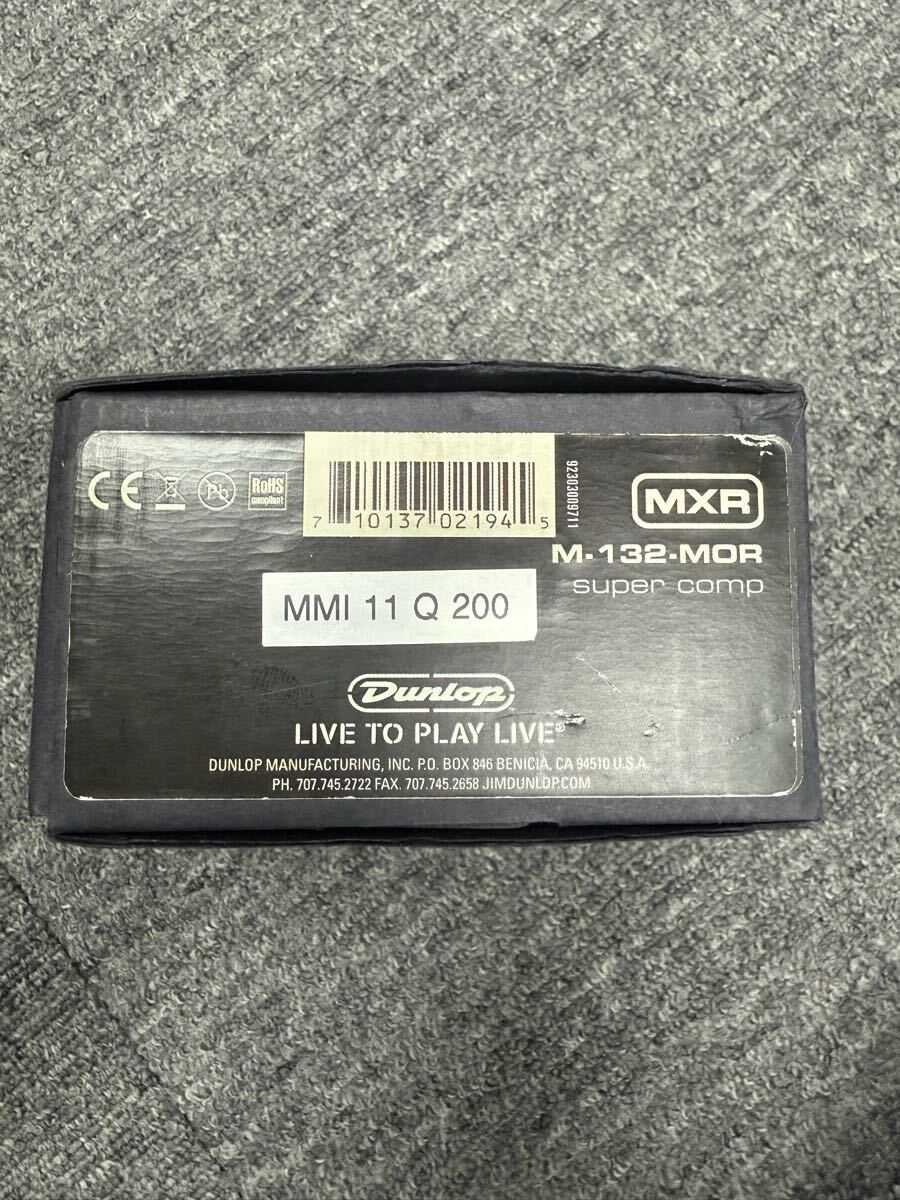 CE
Pb
RoHS
compliant
7 10137 02194 5
92303009711
MXR
M-132-MOR
super comp
MMI 11 Q 200
Dunlop
LIVE TO PLAY LIVE®
DUNLOP MANUFACTURING, INC. P.O. BOX 846 BENICIA, CA 94510 U.S.A.
PH. 707.745.2722 FAX. 707.745.2658 JIMDUNLOP.COM